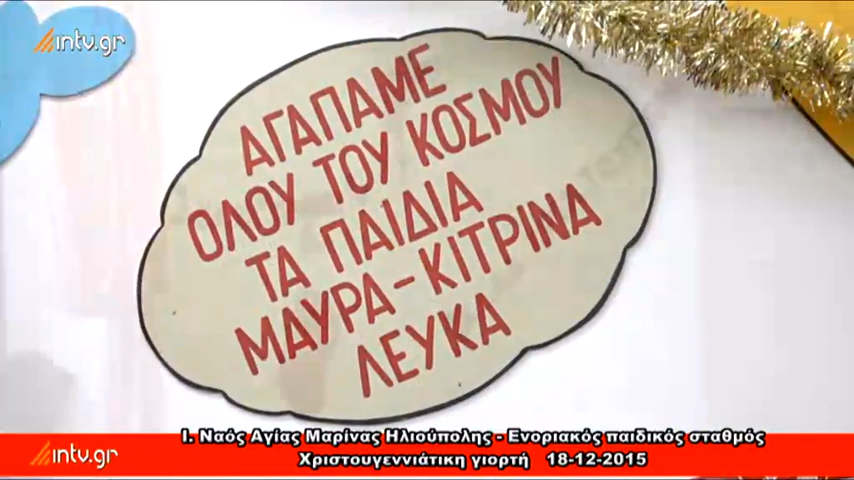 intv.gr
ΑΓΑΠΑΜΕ
ΟΛΟΥ ΤΟΥ ΚΟΣΜΟΥ
ΤΑ ΠΑΙΔΙΑ
ΜΑΥΡΑ-ΚΙΤΡΙΝΑ
ΛΕΥΚΑ
Ι. Ναός Αγίας Μαρίνας Ηλιούπολης - Ενοριακός παιδικός σταθμός
intv.gr
Χριστουγεννιάτικη γιορτή 18-12-2015